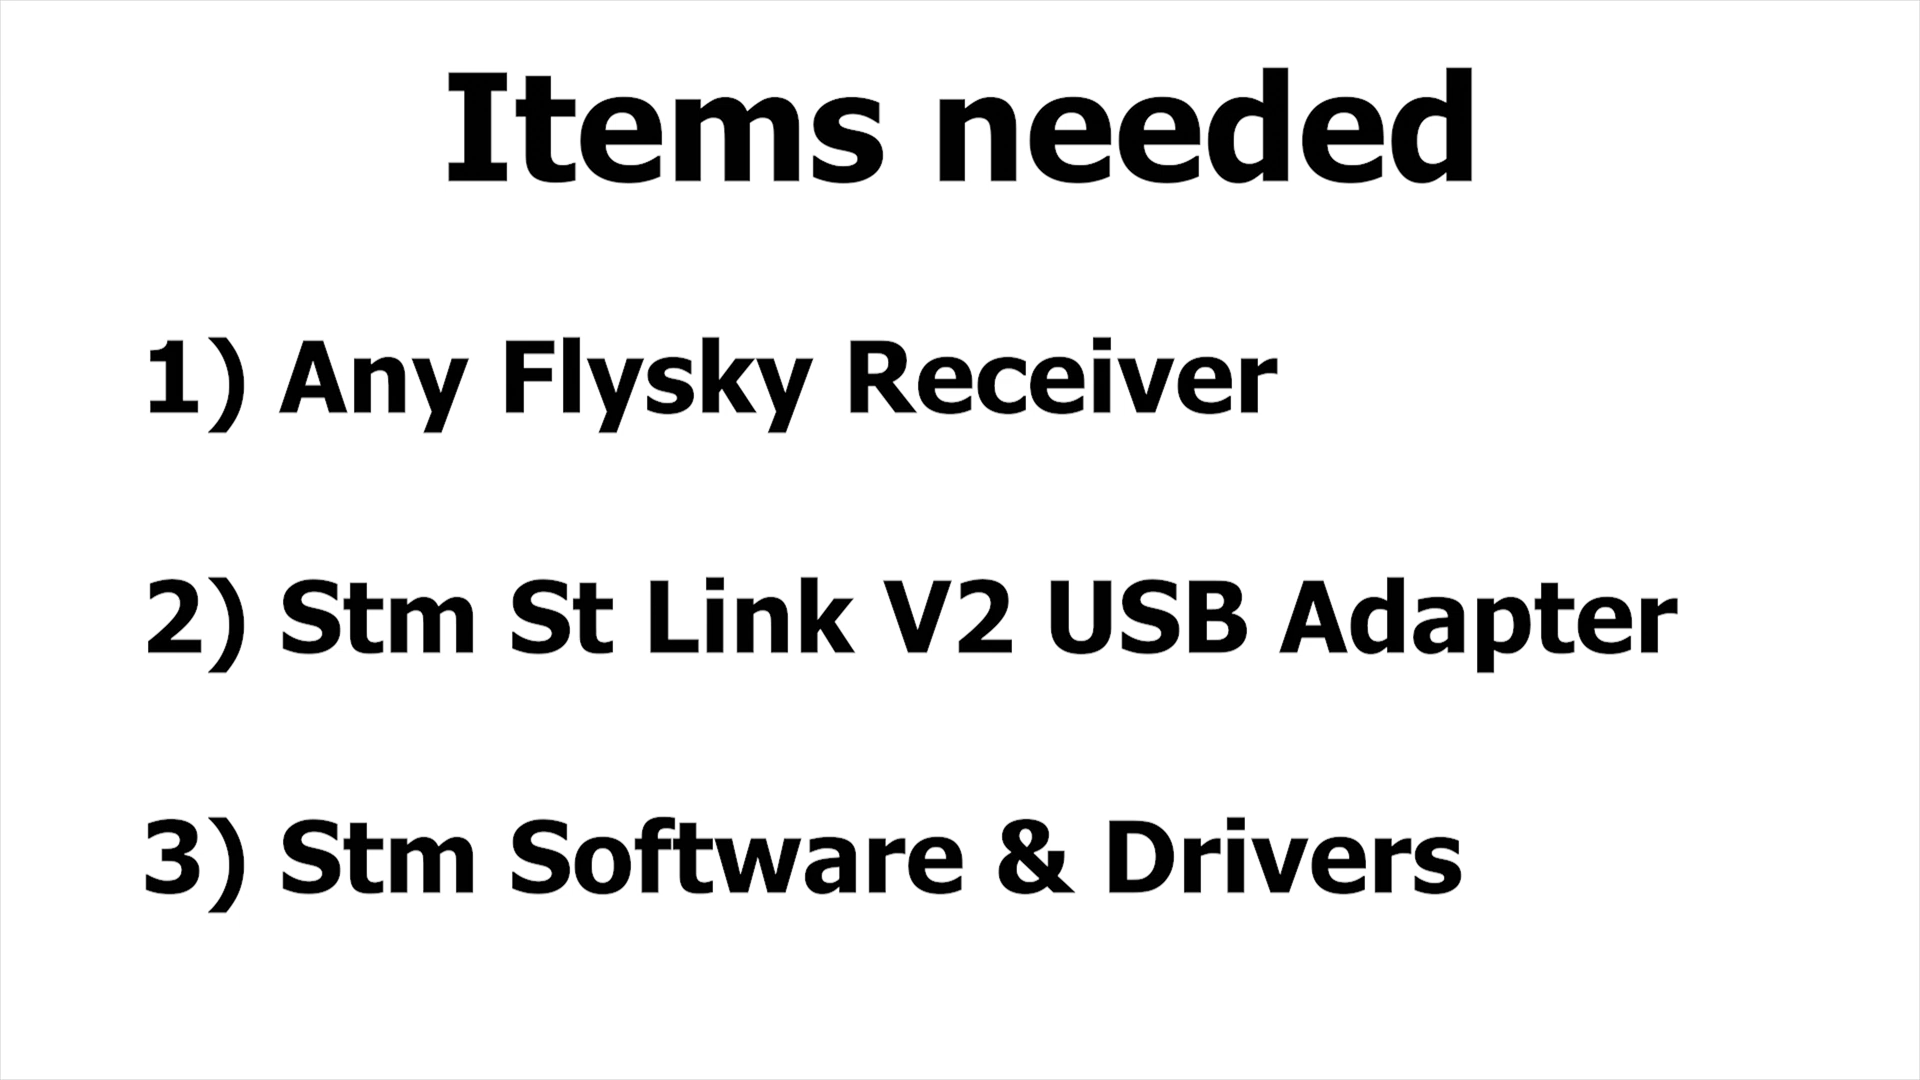 Items needed
1) Any Flysky Receiver
2) Stm St Link V2 USB Adapter
3) Stm Software & Drivers